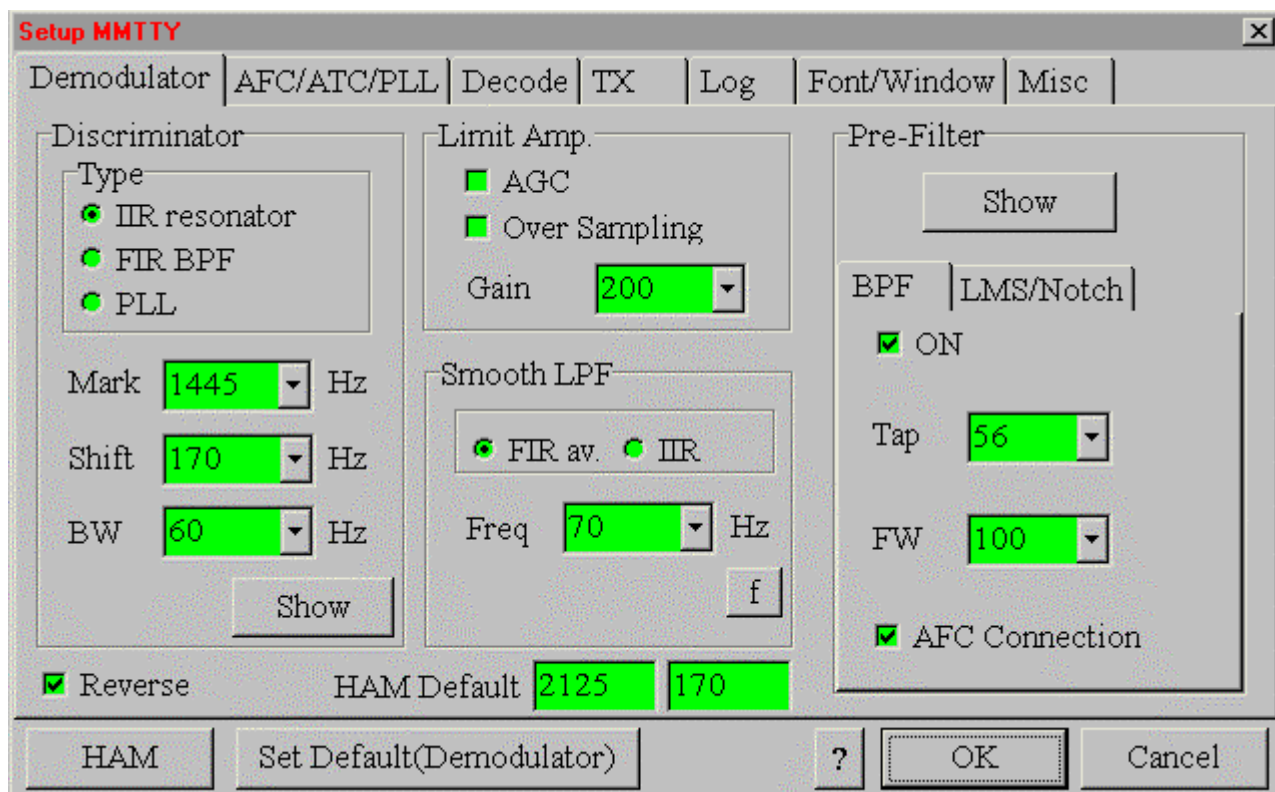 Setup MMTTY
Demodulator AFC/ATC/PLL Decode TX Log Font/Window Misc
Discriminator
Type
IIR resonator
FIR BPF
PLL
Mark 1445 Hz
Shift 170 Hz
BW 60 Hz
Show
Limit Amp.
AGC
Over Sampling
Gain 200
Smooth LPF
FIR av. IIR
Freq 70 Hz
f
Pre-Filter
Show
BPF LMS/Notch
ON
Tap 56
FW 100
AFC Connection
Reverse HAM Default 2125 170
HAM Set Default(Demodulator) ? OK Cancel